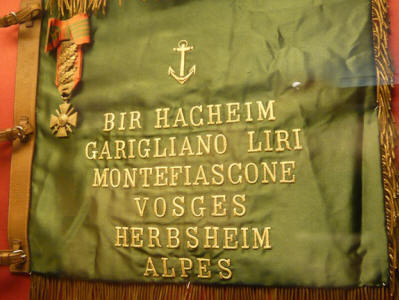 BIR HACHEIM
GARIGLIANO LIRI
MONTEFIASCONE
VOSGES
HERBSHEIM
ALPES